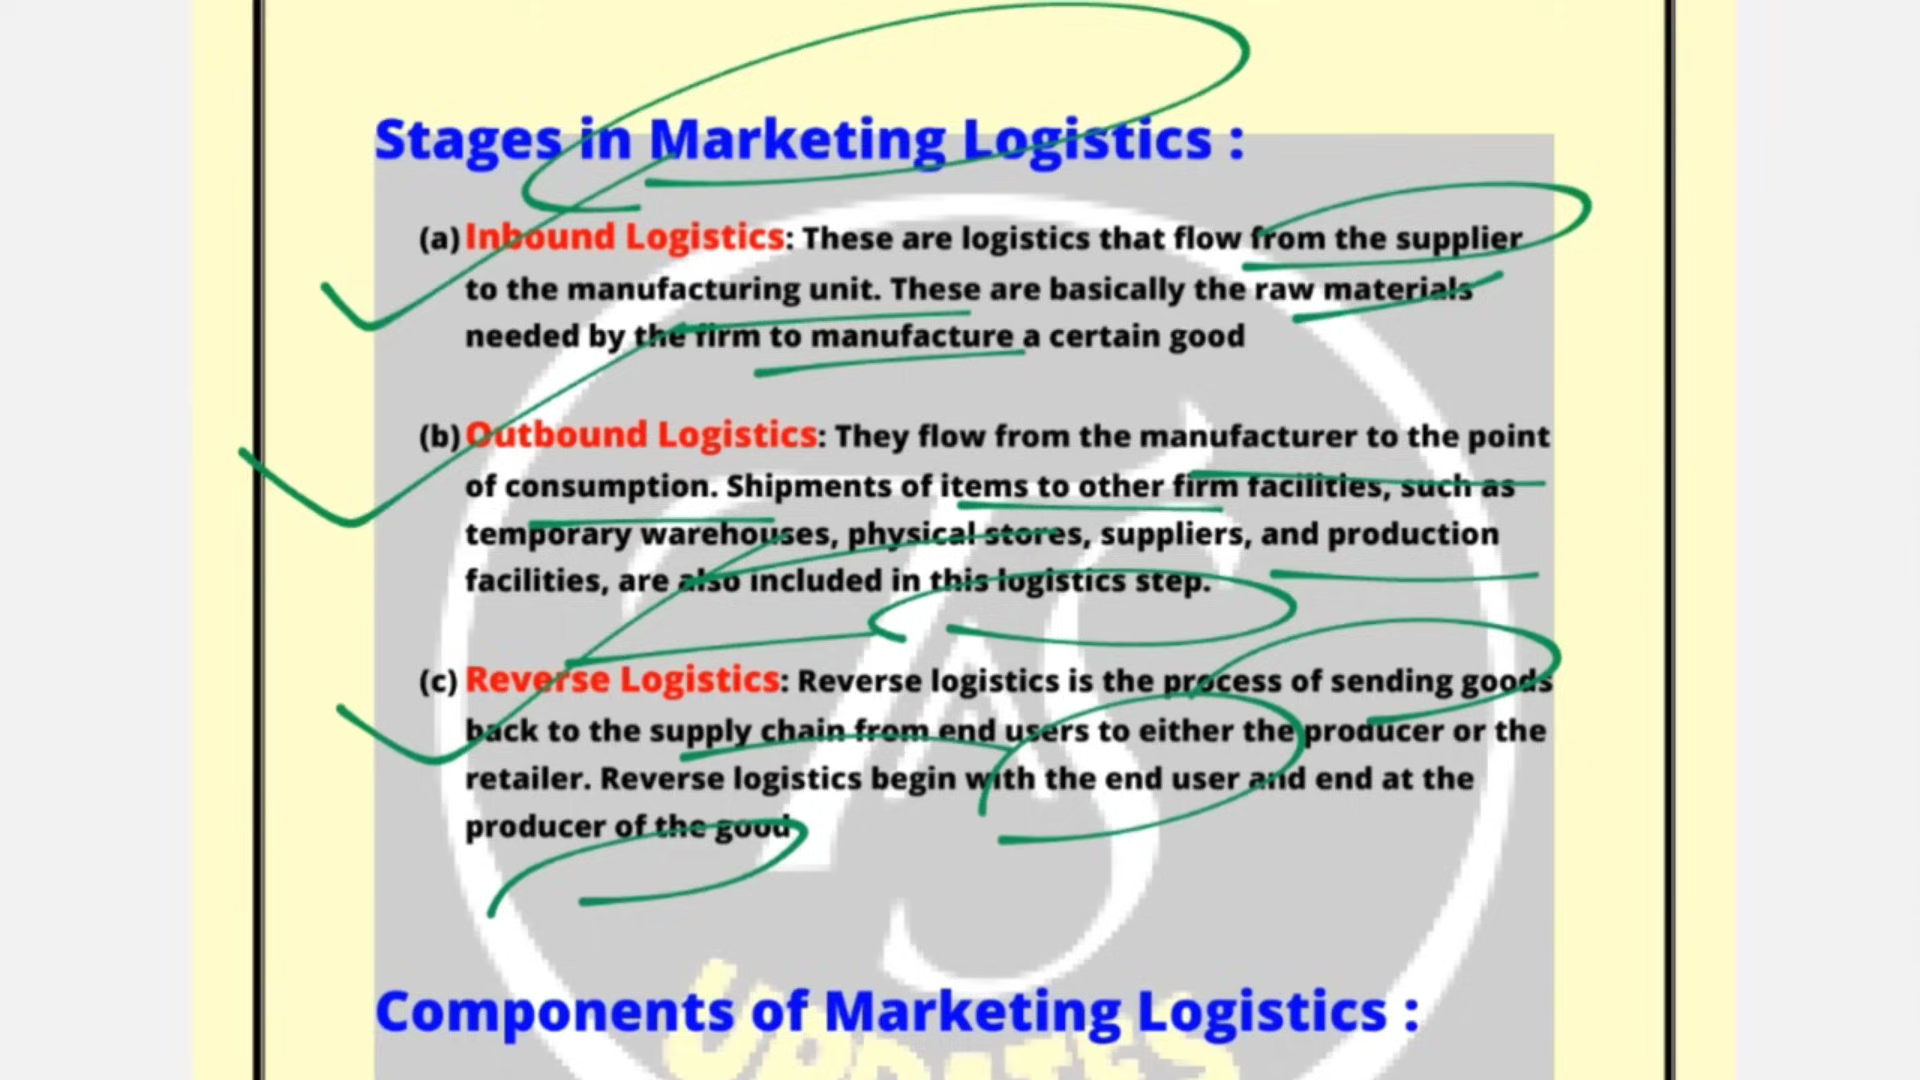 Stages in Marketing Logistics :
(a) Inbound Logistics: These are logistics that flow from the supplier
to the manufacturing unit. These are basically the raw materials
needed by the firm to manufacture a certain good
(b) Outbound Logistics: They flow from the manufacturer to the point
of consumption. Shipments of items to other firm facilities, such as
temporary warehouses, physical stores, suppliers, and production
facilities, are also included in this logistics step.
(c) Reverse Logistics: Reverse logistics is the process of sending goods
back to the supply chain from end users to either the producer or the
retailer. Reverse logistics begin with the end user and end at the
producer of the good
Components of Marketing Logistics :
UPDATES